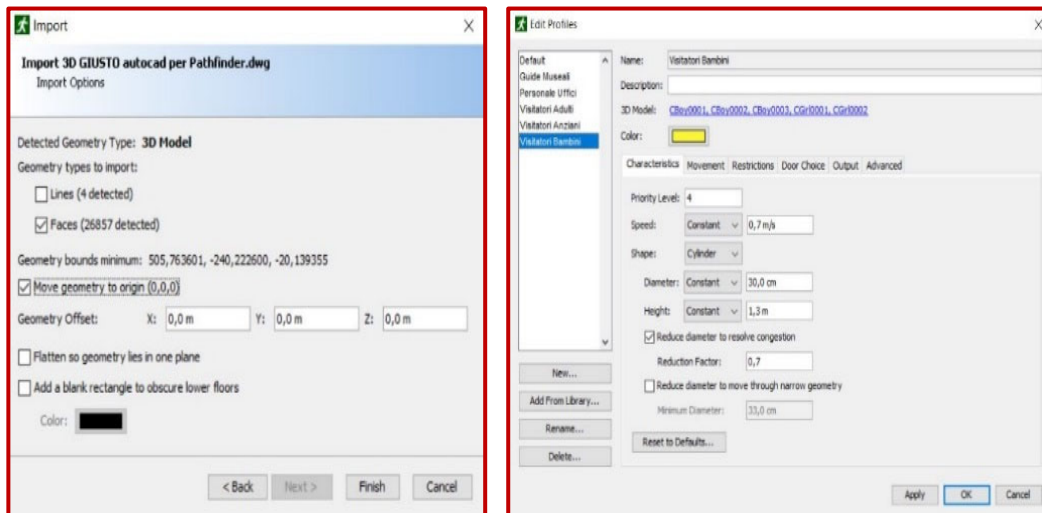 Import
Import 3D GIUSTO autocad per Pathfinder.dwg
Import Options
Detected Geometry Type: 3D Model
Geometry types to import:
Lines (4 detected)
Faces (26857 detected)
Geometry bounds minimum: 505,763601, -240,222600, -20,139355
Move geometry to origin (0,0,0)
Geometry Offset: X: 0,0 m Y: 0,0 m Z: 0,0 m
Flatten so geometry lies in one plane
Add a blank rectangle to obscure lower floors
Color:
< Back Next > Finish Cancel
Edit Profiles
Default
Guide Museali
Personale Uffici
Visitatori Adulti
Visitatori Anziani
Visitatori Bambini
New...
Add From Library...
Rename...
Delete...
Name: Visitatori Bambini
Description:
3D Model: CBoy0001, CBoy0002, CBoy0003, CGirl0001, CGirl0002
Color:
Characteristics Movement Restrictions Door Choice Output Advanced
Priority Level: 4
Speed: Constant 0,7 m/s
Shape: Cylinder
Diameter: Constant 30,0 cm
Height: Constant 1,3 m
Reduce diameter to resolve congestion
Reduction Factor: 0,7
Reduce diameter to move through narrow geometry
Minimum Diameter: 33,0 cm
Reset to Defaults...
Apply OK Cancel